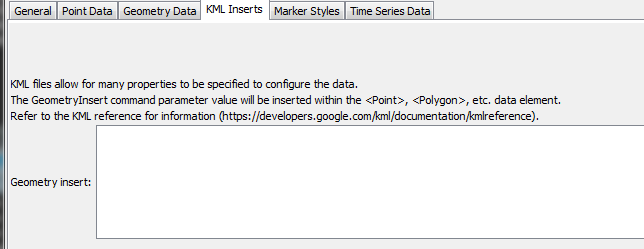 General Point Data Geometry Data KML Inserts Marker Styles Time Series Data
KML files allow for many properties to be specified to configure the data.
The GeometryInsert command parameter value will be inserted within the <Point>, <Polygon>, etc. data element.
Refer to the KML reference for information (https://developers.google.com/kml/documentation/kmlreference).
Geometry insert: